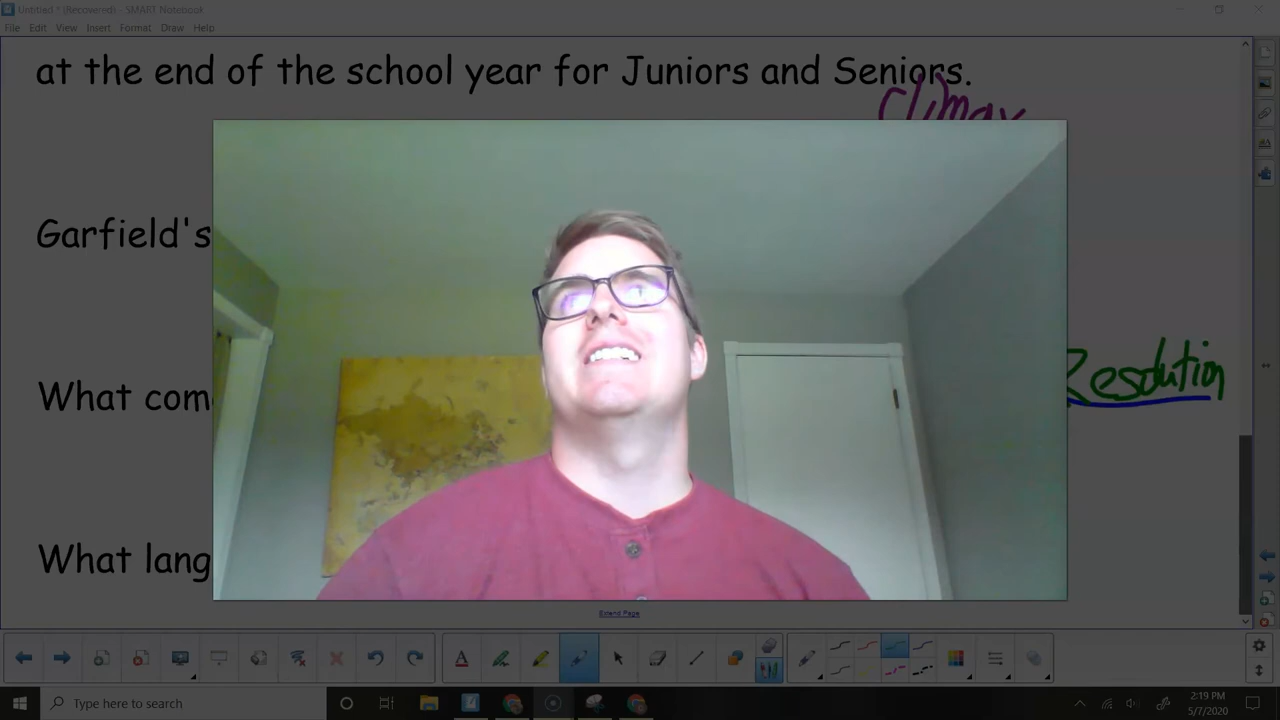 Untitled * (Recovered) - SMART Notebook
File Edit View Insert Format Draw Help
at the end of the school year for Juniors and Seniors.
climax
Garfield's
What com
Resolution
What lang
Extend Page
Type here to search
2:19 PM
5/7/2020